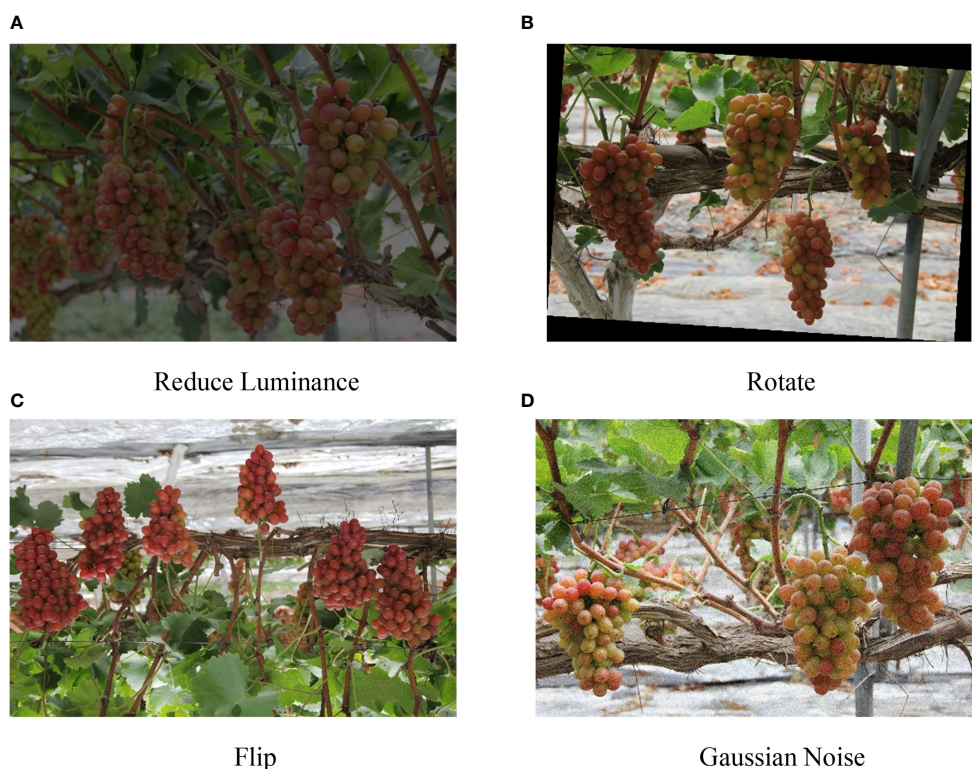 A
B
Reduce Luminance
Rotate
C
D
Flip
Gaussian Noise